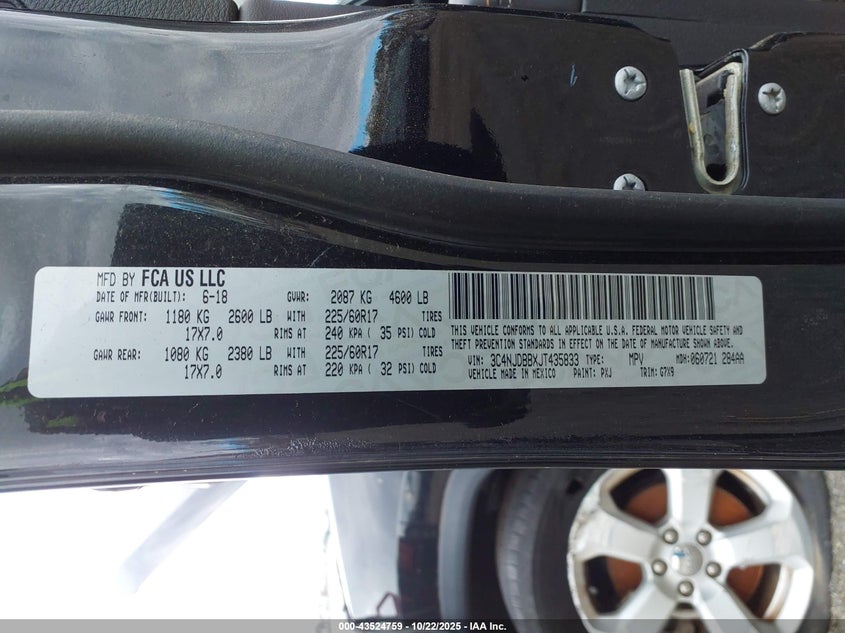 MFD BY FCA US LLC
DATE OF MFR(BUILT): 6-18 GVWR: 2087 KG 4600 LB
GAWR FRONT: 1180 KG 2600 LB WITH 225/60R17 TIRES
17X7.0 RIMS AT 240 KPA ( 35 PSI) COLD
GAWR REAR: 1080 KG 2380 LB WITH 225/60R17 TIRES
17X7.0 RIMS AT 220 KPA ( 32 PSI) COLD
THIS VEHICLE CONFORMS TO ALL APPLICABLE U.S.A. FEDERAL MOTOR VEHICLE SAFETY AND
THEFT PREVENTION STANDARDS IN EFFECT ON THE DATE OF MANUFACTURE SHOWN ABOVE.
VIN: 3C4NJDBBXJT435833 TYPE: MPV MDH: 060721 284AA
VEHICLE MADE IN MEXICO PAINT: PXJ TRIM: G7X9
000-43524759 - 10/22/2025 - IAA Inc.